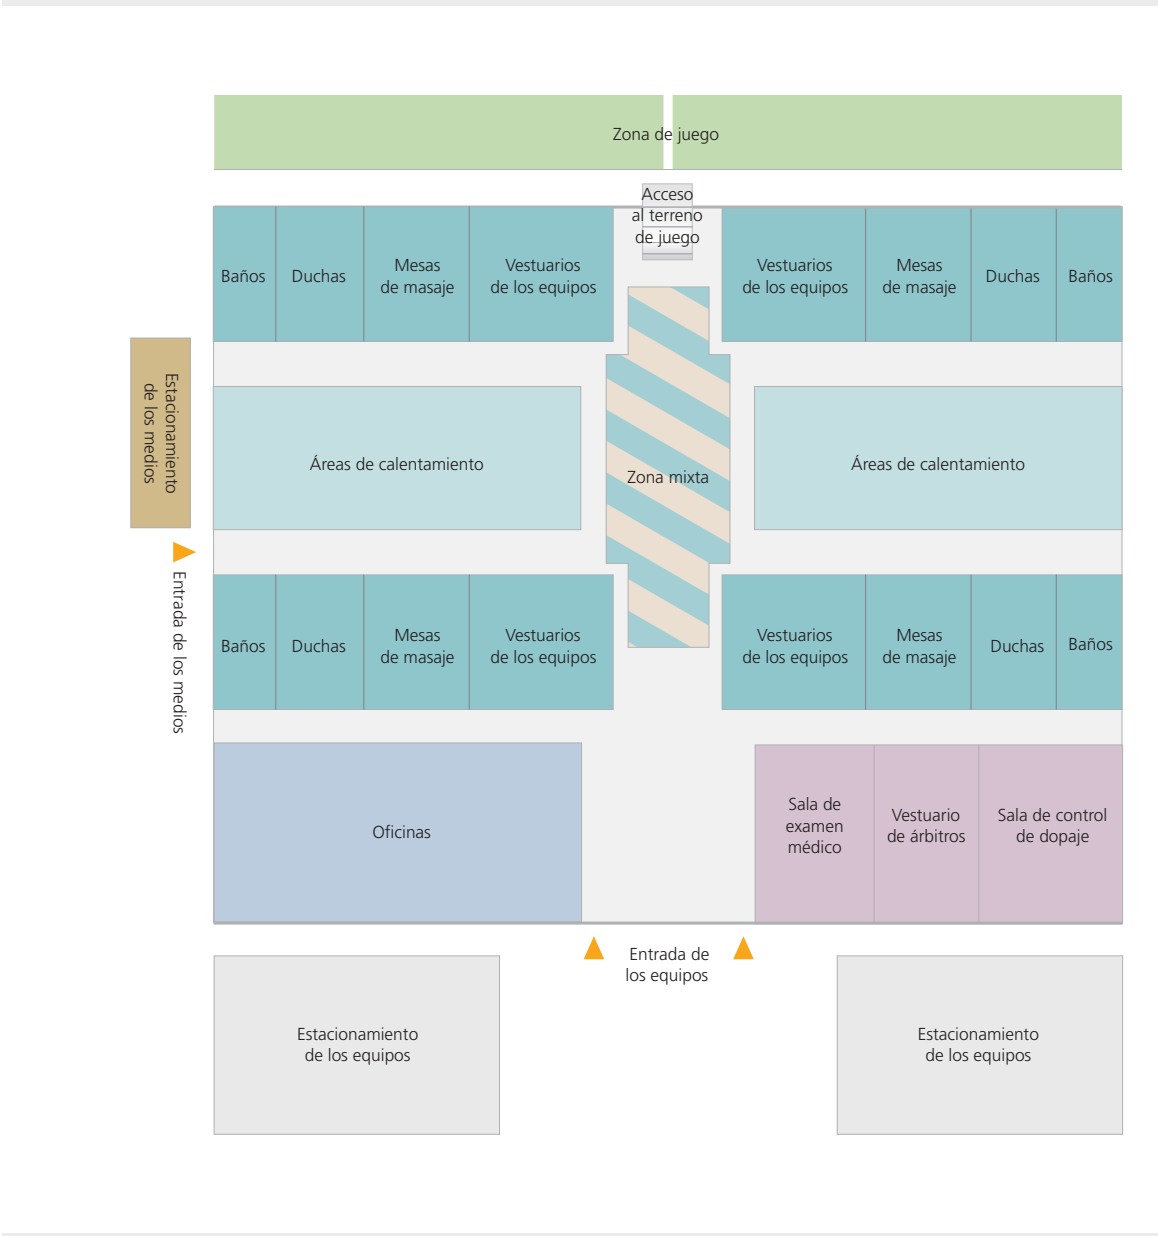 Zona de juego
Acceso
al terreno
de juego
Baños
Duchas
Mesas
de masaje
Vestuarios
de los equipos
Vestuarios
de los equipos
Mesas
de masaje
Duchas
Baños
Estacionamiento
de los medios
Áreas de calentamiento
Zona mixta
Áreas de calentamiento
Entrada de los medios
Baños
Duchas
Mesas
de masaje
Vestuarios
de los equipos
Vestuarios
de los equipos
Mesas
de masaje
Duchas
Baños
Oficinas
Sala de
examen
médico
Vestuario
de árbitros
Sala de control
de dopaje
Entrada de
los equipos
Estacionamiento
de los equipos
Estacionamiento
de los equipos